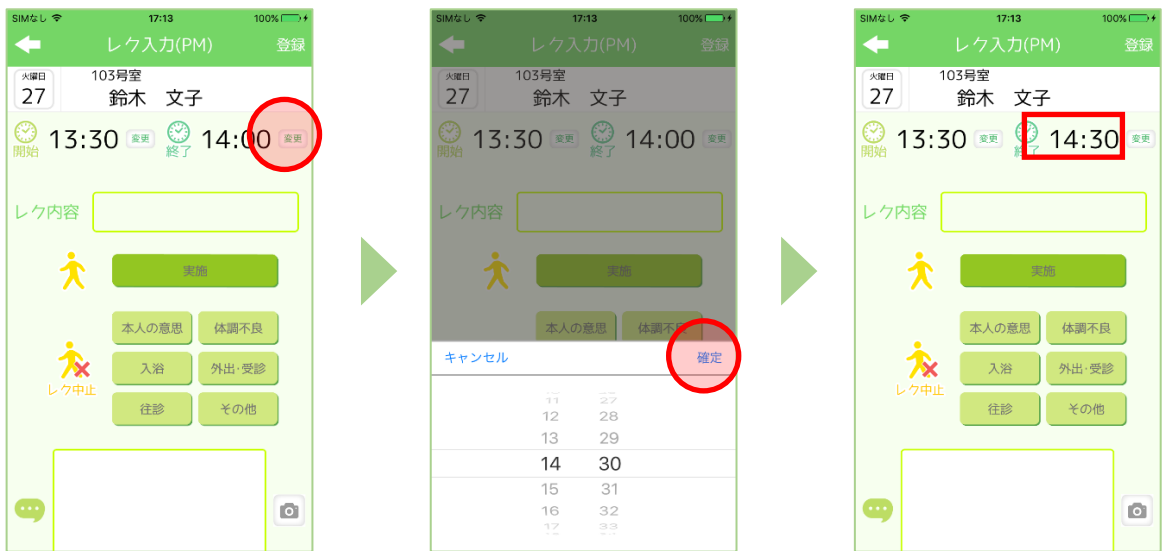 SIMなし 17:13 100%
レク入力(PM) 登録
火曜日 103号室
27 鈴木 文子
開始 13:30 変更 終了 14:00 変更
レク内容
実施
本人の意思 体調不良
入浴 外出・受診
レク中止
往診 その他
SIMなし 17:13 100%
レク入力(PM) 登録
火曜日 103号室
27 鈴木 文子
開始 13:30 変更 終了 14:00 変更
レク内容
実施
本人の意思 体調不良
キャンセル 確定
11 27
12 28
13 29
14 30
15 31
16 32
17 33
SIMなし 17:13 100%
レク入力(PM) 登録
火曜日 103号室
27 鈴木 文子
開始 13:30 変更 終了 14:30 変更
レク内容
実施
本人の意思 体調不良
入浴 外出・受診
レク中止
往診 その他